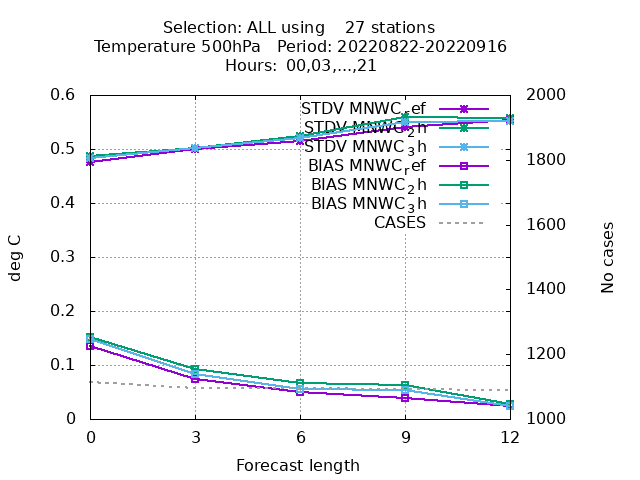 Selection: ALL using 27 stations
Temperature 500hPa Period: 20220822-20220916
Hours: 00,03,...,21
0.6
0.5
0.4
0.3
0.2
0.1
0
2000
1800
1600
1400
1200
1000
STDV MNWC_ref
STDV MNWC_2h
STDV MNWC_3h
BIAS MNWC_ref
BIAS MNWC_2h
BIAS MNWC_3h
CASES
deg C
No cases
0 3 6 9 12
Forecast length